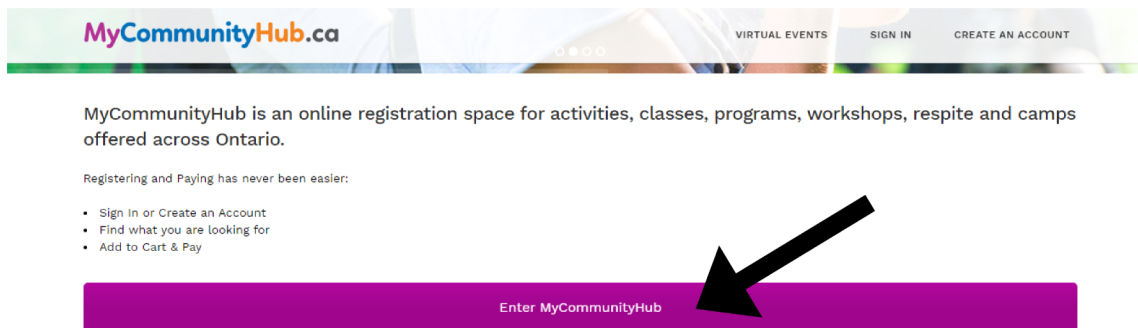 MyCommunityHub.ca
VIRTUAL EVENTS SIGN IN CREATE AN ACCOUNT
MyCommunityHub is an online registration space for activities, classes, programs, workshops, respite and camps
offered across Ontario.
Registering and Paying has never been easier:
• Sign In or Create an Account
• Find what you are looking for
• Add to Cart & Pay
Enter MyCommunityHub